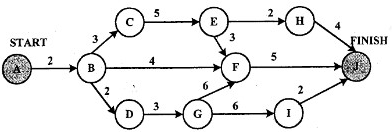 C 5 E 2 H
START 3 3 4 FINISH
A 2 B 4 F 5 J
2 6 2
D 3 G 6 I